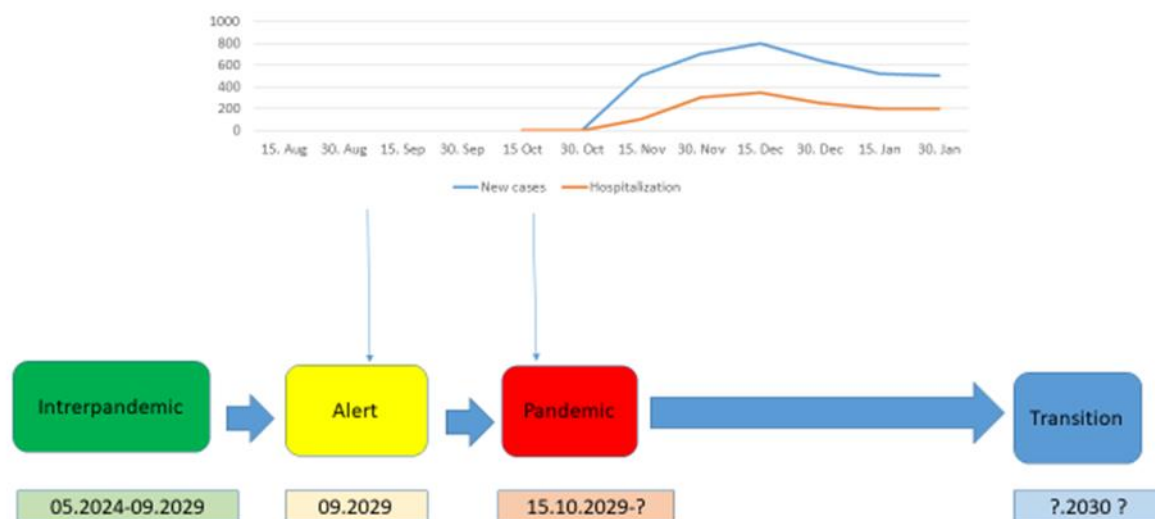 1000
800
600
400
200
0
15. Aug 30. Aug 15. Sep 30. Sep 15 Oct 30. Oct 15. Nov 30. Nov 15. Dec 30. Dec 15. Jan 30. Jan
New cases Hospitalization
Intrerpandemic Alert Pandemic Transition
05.2024-09.2029 09.2029 15.10.2029-? ?.2030 ?